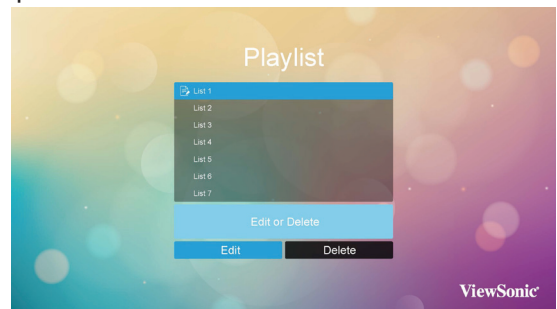 Playlist
List 1
List 2
List 3
List 4
List 5
List 6
List 7
Edit or Delete
Edit Delete
ViewSonic